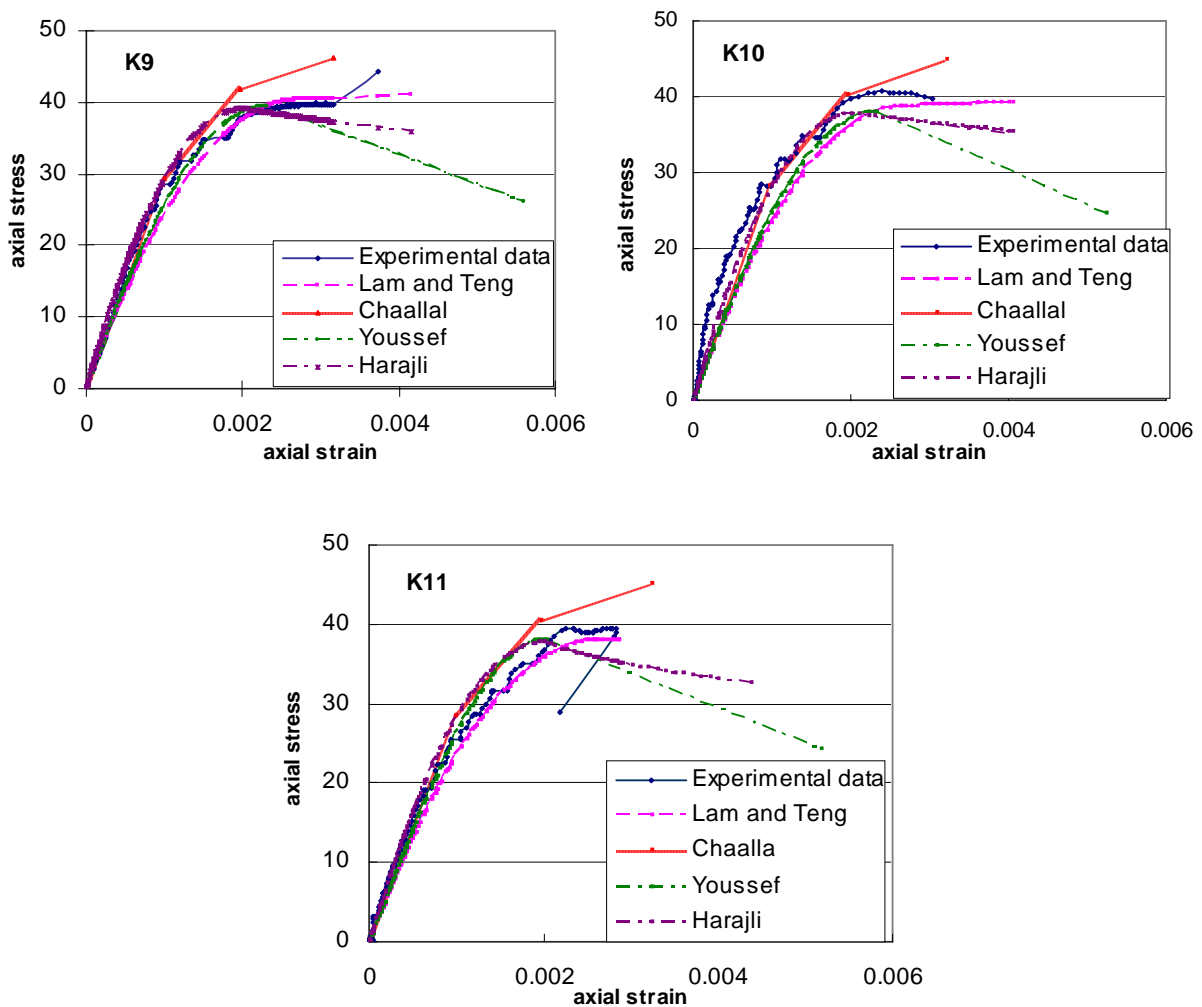 K9
50
40
30
20
10
0
axial stress
0
0.002
0.004
0.006
axial strain
Experimental data
Lam and Teng
Chaallal
Youssef
Harajli
K10
50
40
30
20
10
0
axial stress
0
0.002
0.004
0.006
axial strain
Experimental data
Lam and Teng
Chaallal
Youssef
Harajli
K11
50
40
30
20
10
0
axial stress
0
0.002
0.004
0.006
axial strain
Experimental data
Lam and Teng
Chaalla
Youssef
Harajli